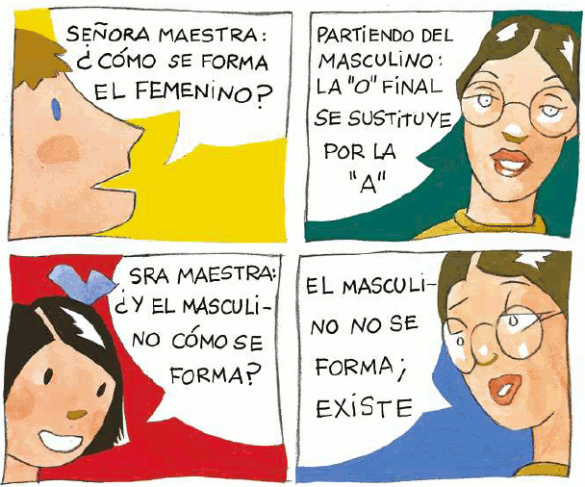 SEÑORA MAESTRA:
¿CÓMO SE FORMA
EL FEMENINO?
PARTIENDO DEL
MASCULINO:
LA "O" FINAL
SE SUSTITUYE
POR LA
"A"
SRA MAESTRA:
¿Y EL MASCULI-
NO CÓMO SE
FORMA?
EL MASCULI-
NO NO SE
FORMA;
EXISTE